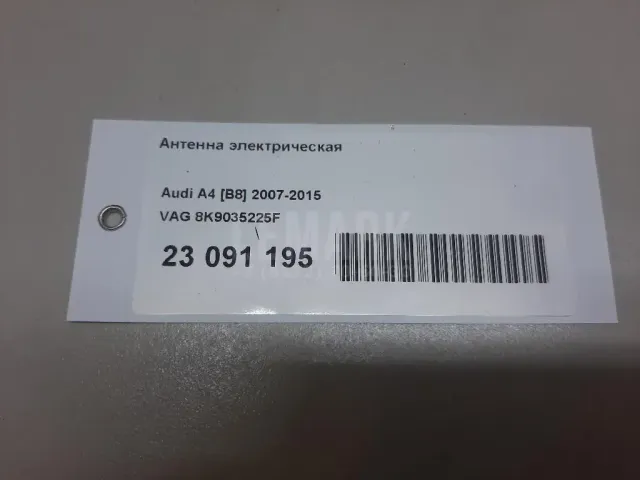 Антенна электрическая
Audi A4 [B8] 2007-2015
VAG 8K9035225F
23 091 195